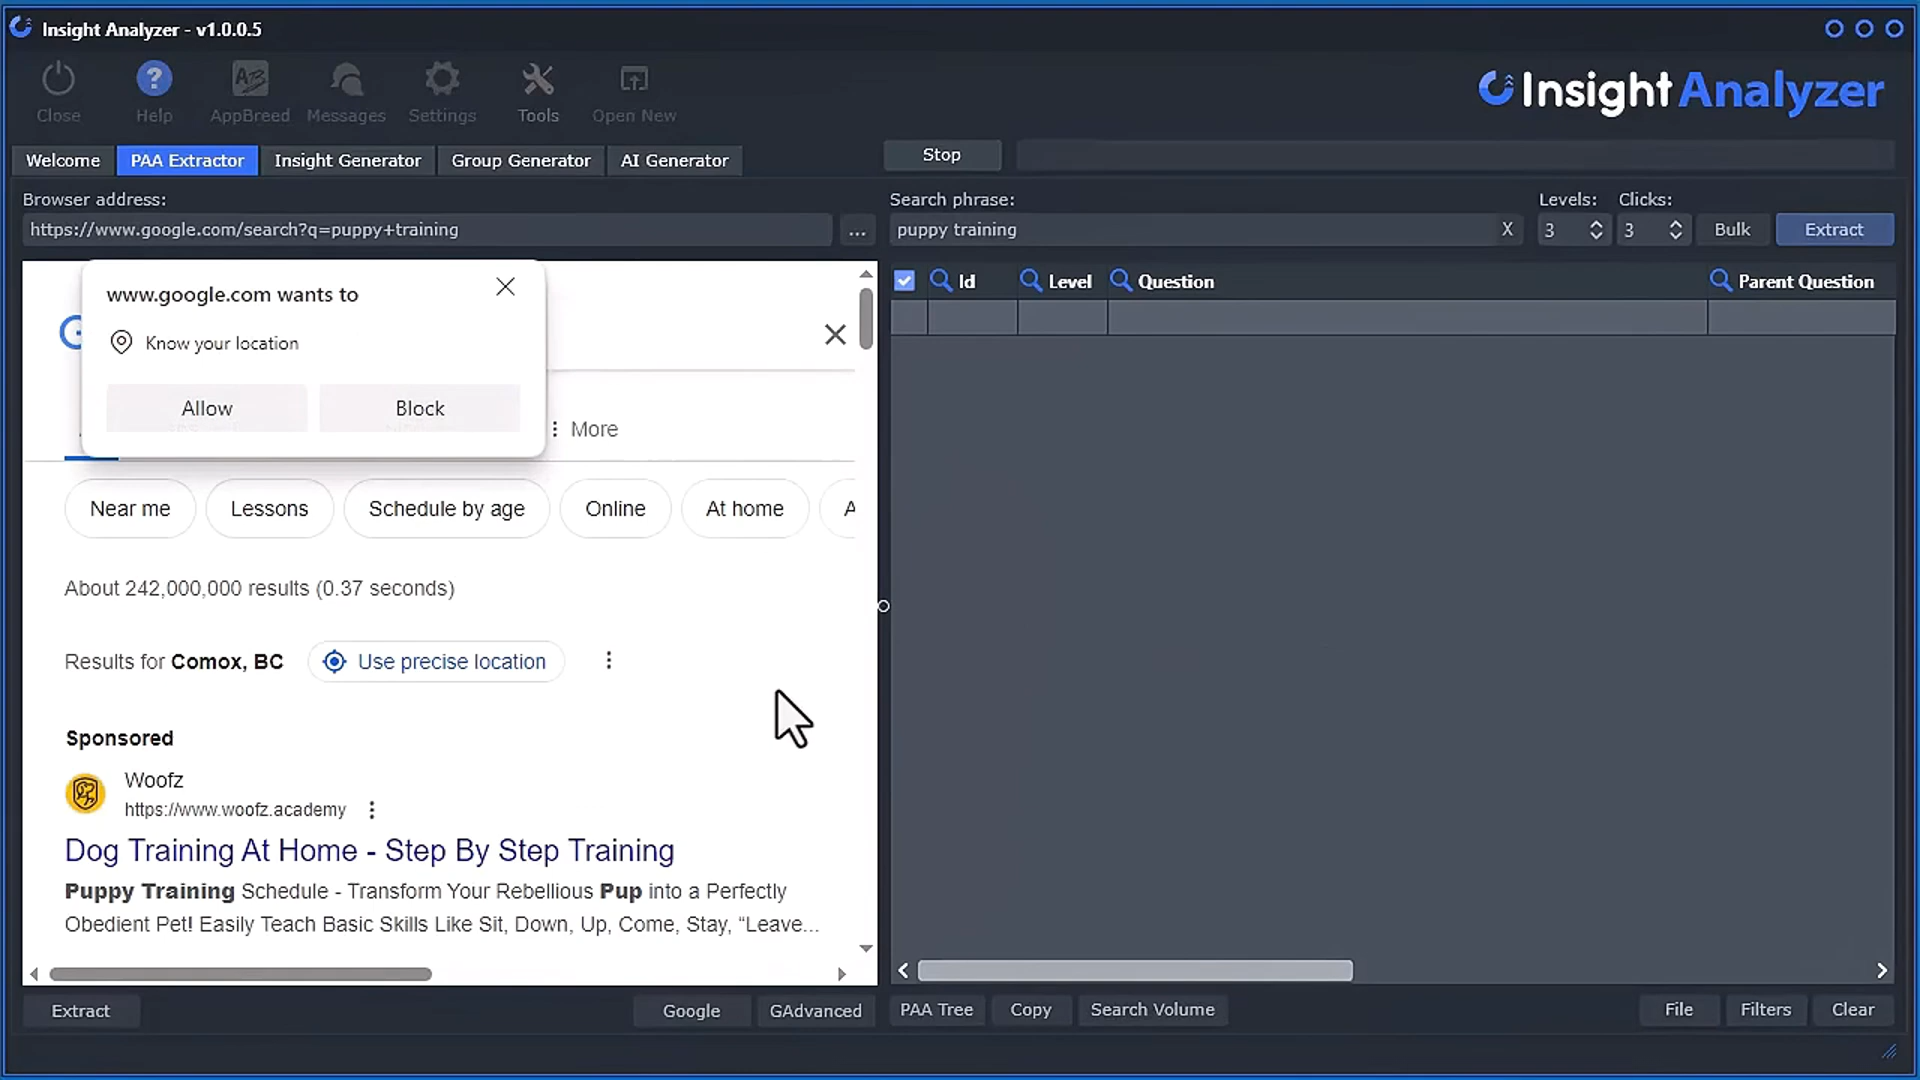 Insight Analyzer - v1.0.0.5
Close
Help
AppBreed
Messages
Settings
Tools
Open New
Insight Analyzer
Welcome
PAA Extractor
Insight Generator
Group Generator
AI Generator
Stop
Browser address:
https://www.google.com/search?q=puppy+training
...
Search phrase:
puppy training
X
Levels:
3
Clicks:
3
Bulk
Extract
www.google.com wants to
Know your location
Allow
Block
More
Near me
Lessons
Schedule by age
Online
At home
A
About 242,000,000 results (0.37 seconds)
Results for Comox, BC
Use precise location
Sponsored
Woofz
https://www.woofz.academy
Dog Training At Home - Step By Step Training
Puppy Training Schedule - Transform Your Rebellious Pup into a Perfectly
Obedient Pet! Easily Teach Basic Skills Like Sit, Down, Up, Come, Stay, “Leave...
Id
Level
Question
Parent Question
Extract
Google
GAdvanced
PAA Tree
Copy
Search Volume
File
Filters
Clear